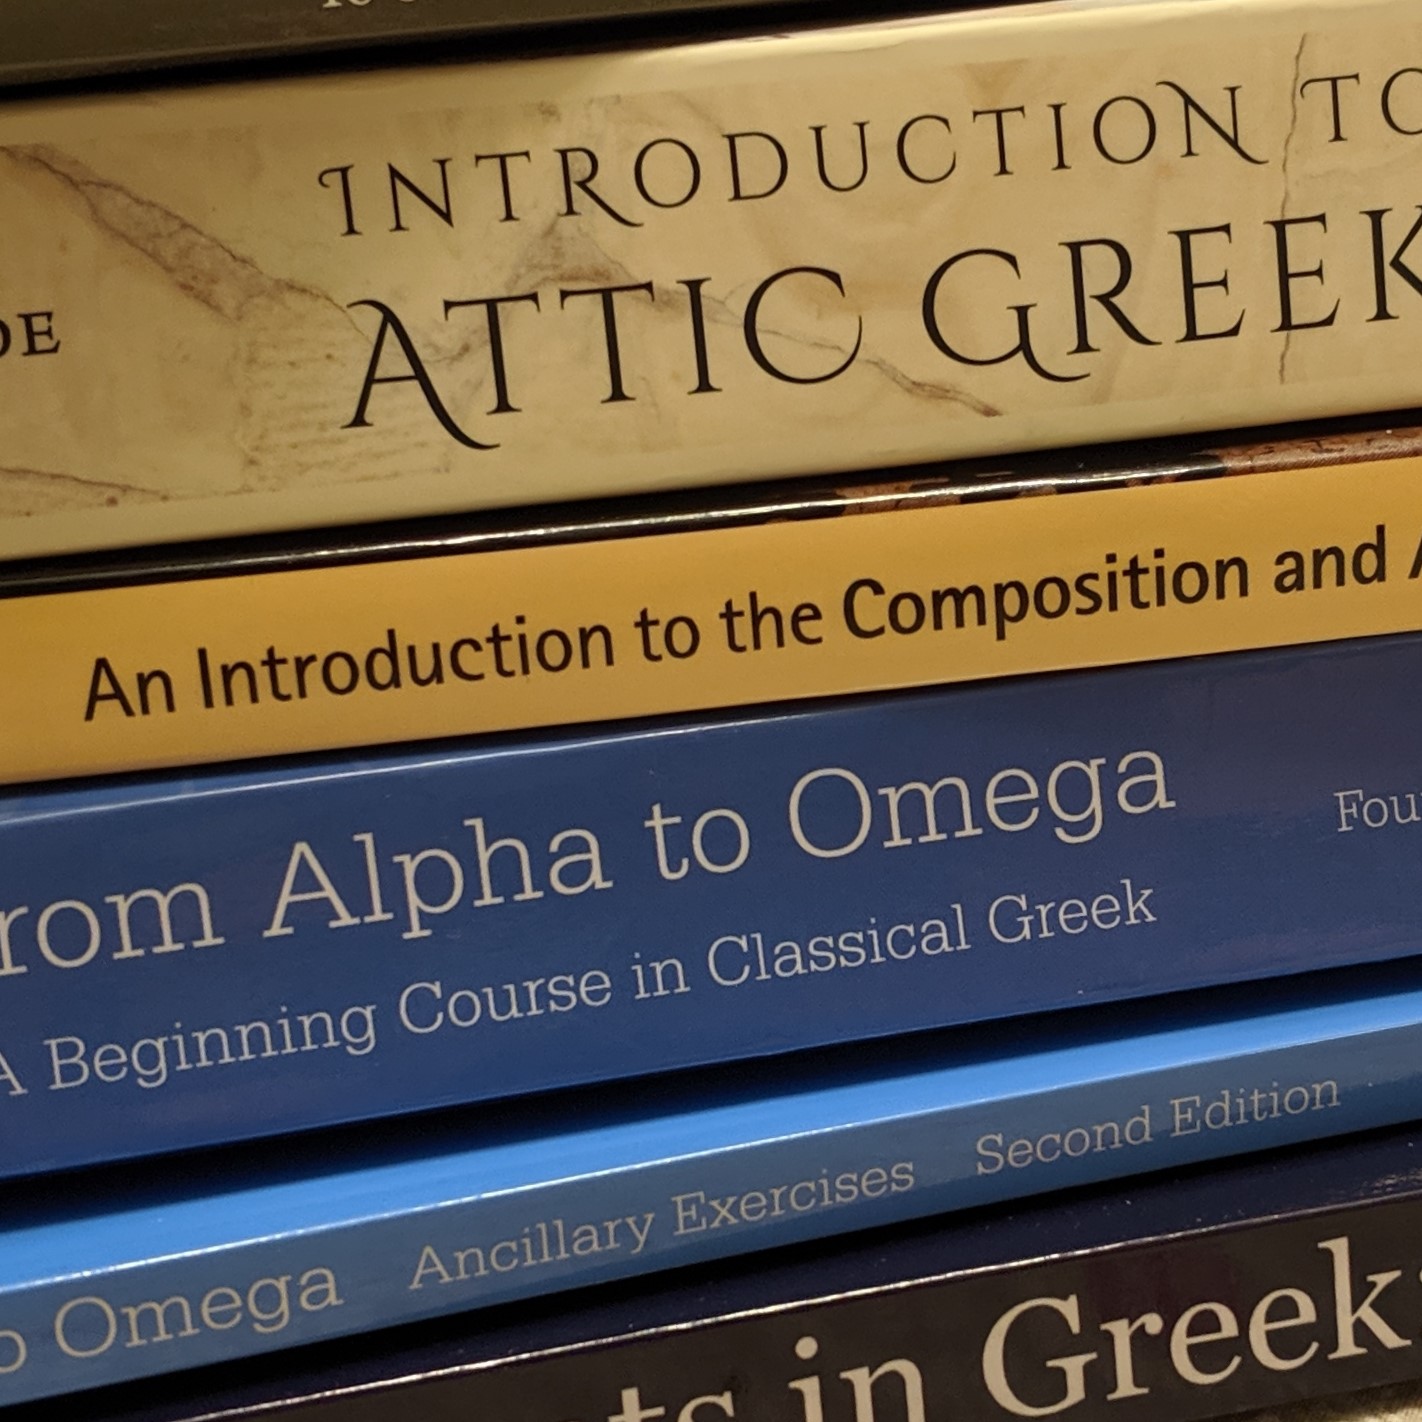 INTRODUCTION TO
ATTIC GREEK
DE
An Introduction to the Composition and A
rom Alpha to Omega
Fou
A Beginning Course in Classical Greek
o Omega Ancillary Exercises Second Edition
ts in Greek